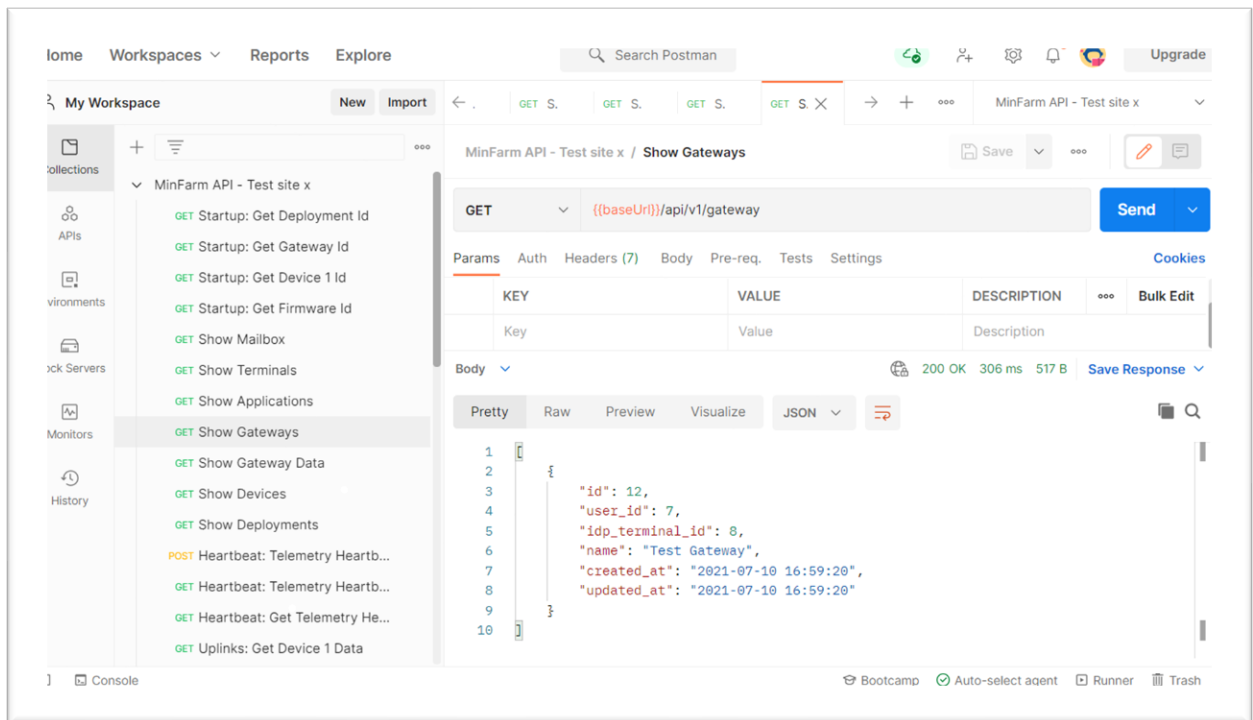 Workspaces Reports Explore Search Postman Upgrade
My Workspace New Import
GET S. GET S. GET S. GET S. MinFarm API - Test site x
MinFarm API - Test site x / Show Gateways Save
MinFarm API - Test site x
GET Startup: Get Deployment Id
GET Startup: Get Gateway Id
GET Startup: Get Device 1 Id
GET Startup: Get Firmware Id
GET Show Mailbox
GET Show Terminals
GET Show Applications
GET Show Gateways
GET Show Gateway Data
GET Show Devices
GET Show Deployments
POST Heartbeat: Telemetry Heartb...
GET Heartbeat: Telemetry Heartb...
GET Heartbeat: Get Telemetry He...
GET Uplinks: Get Device 1 Data
ollections
APIs
vironments
ock Servers
Monitors
History
GET {{baseUrl}}/api/v1/gateway Send
Params Auth Headers (7) Body Pre-req. Tests Settings Cookies
KEY VALUE DESCRIPTION Bulk Edit
Key Value Description
Body 200 OK 306 ms 517 B Save Response
Pretty Raw Preview Visualize JSON
1 [
2 {
3 "id": 12,
4 "user_id": 7,
5 "idp_terminal_id": 8,
6 "name": "Test Gateway",
7 "created_at": "2021-07-10 16:59:20",
8 "updated_at": "2021-07-10 16:59:20"
9 }
10 ]
Console Bootcamp Auto-select agent Runner Trash